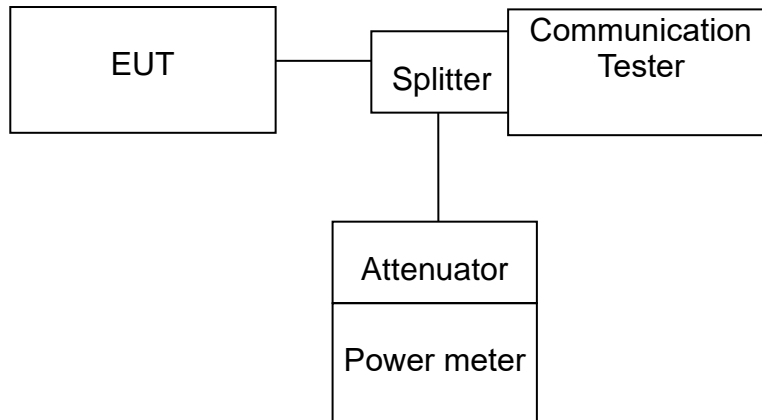 EUT
Splitter
Communication
Tester
Attenuator
Power meter